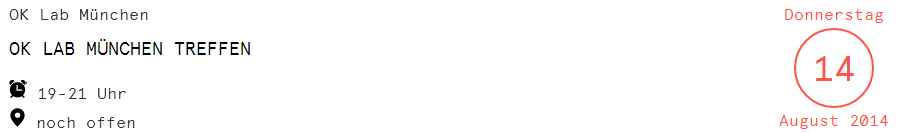 OK Lab München
OK LAB MÜNCHEN TREFFEN
19-21 Uhr
noch offen
Donnerstag
14
August 2014